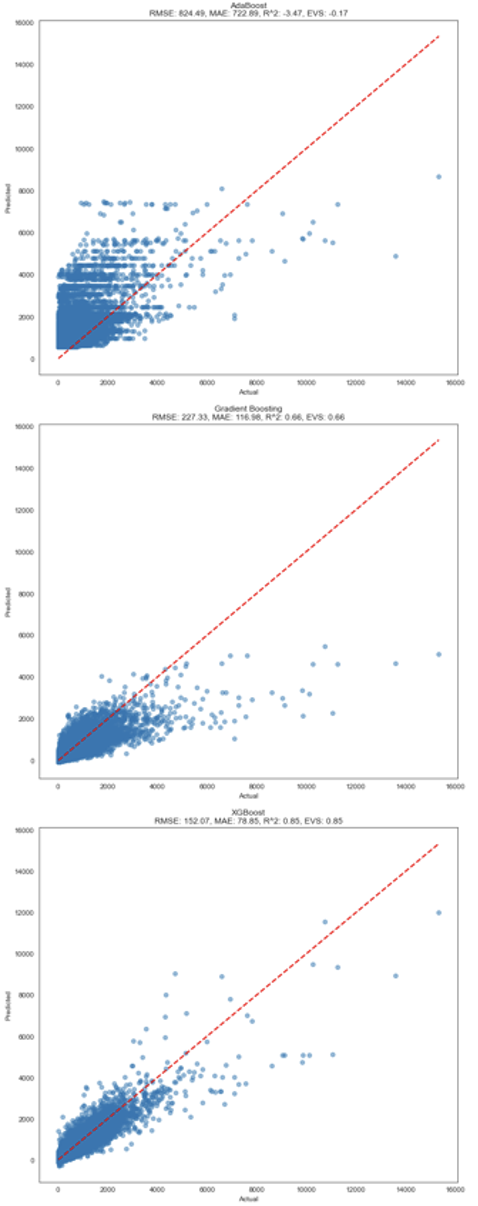 AdaBoost
RMSE: 824.49, MAE: 722.89, R^2: -3.47, EVS: -0.17
16000
14000
12000
10000
8000
6000
4000
2000
0
Predicted
0 2000 4000 6000 8000 10000 12000 14000 16000
Actual
Gradient Boosting
RMSE: 227.33, MAE: 116.98, R^2: 0.66, EVS: 0.66
16000
14000
12000
10000
8000
6000
4000
2000
0
Predicted
0 2000 4000 6000 8000 10000 12000 14000 16000
Actual
XGBoost
RMSE: 152.07, MAE: 78.85, R^2: 0.85, EVS: 0.85
16000
14000
12000
10000
8000
6000
4000
2000
0
Predicted
0 2000 4000 6000 8000 10000 12000 14000 16000
Actual